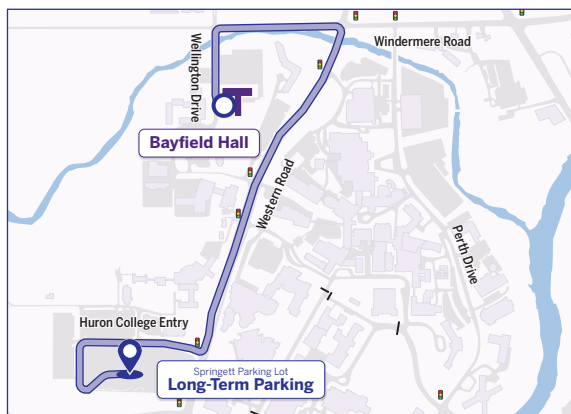 Windermere Road
Wellington Drive
T
Bayfield Hall
Western Road
Perth Drive
Huron College Entry
Springett Parking Lot
Long-Term Parking